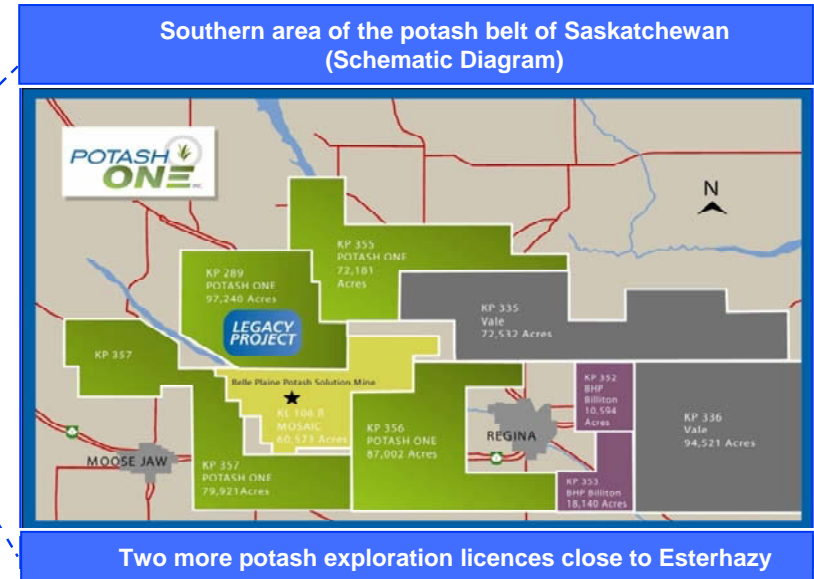 Southern area of the potash belt of Saskatchewan
(Schematic Diagram)
POTASH
ONE INC
N
KP 355
POTASH ONE
72,181
Acres
KP 289
POTASH ONE
97,240 Acres
LEGACY
PROJECT
KP 335
Vale
72,532 Acres
KP 357
Belle Plaine Potash Solution Mine
KL 106 R
MOSAIC
60,573 Acres
KP 352
BHP
Billiton
10,594
Acres
KP 356
POTASH ONE
87,002 Acres
REGINA
KP 336
Vale
94,521 Acres
MOOSE JAW
KP 357
POTASH ONE
79,921Acres
KP 353
BHP Billiton
18,140 Acres
Two more potash exploration licences close to Esterhazy